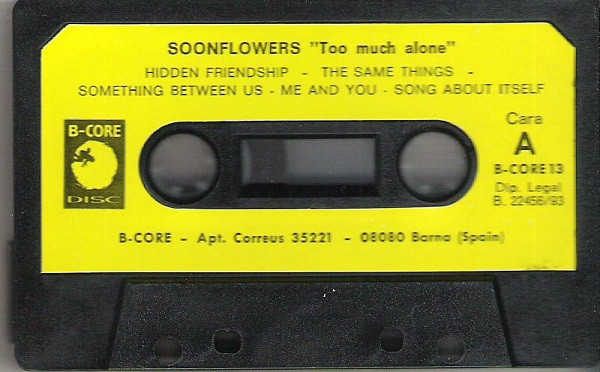 SOONFLOWERS "Too much alone"
HIDDEN FRIENDSHIP - THE SAME THINGS -
SOMETHING BETWEEN US - ME AND YOU - SONG ABOUT ITSELF
B-CORE
DISC
Cara
A
B-CORE 13
Dip. Legal
B. 22456/93
B-CORE - Apt. Correus 35221 - 08080 Barna (Spain)